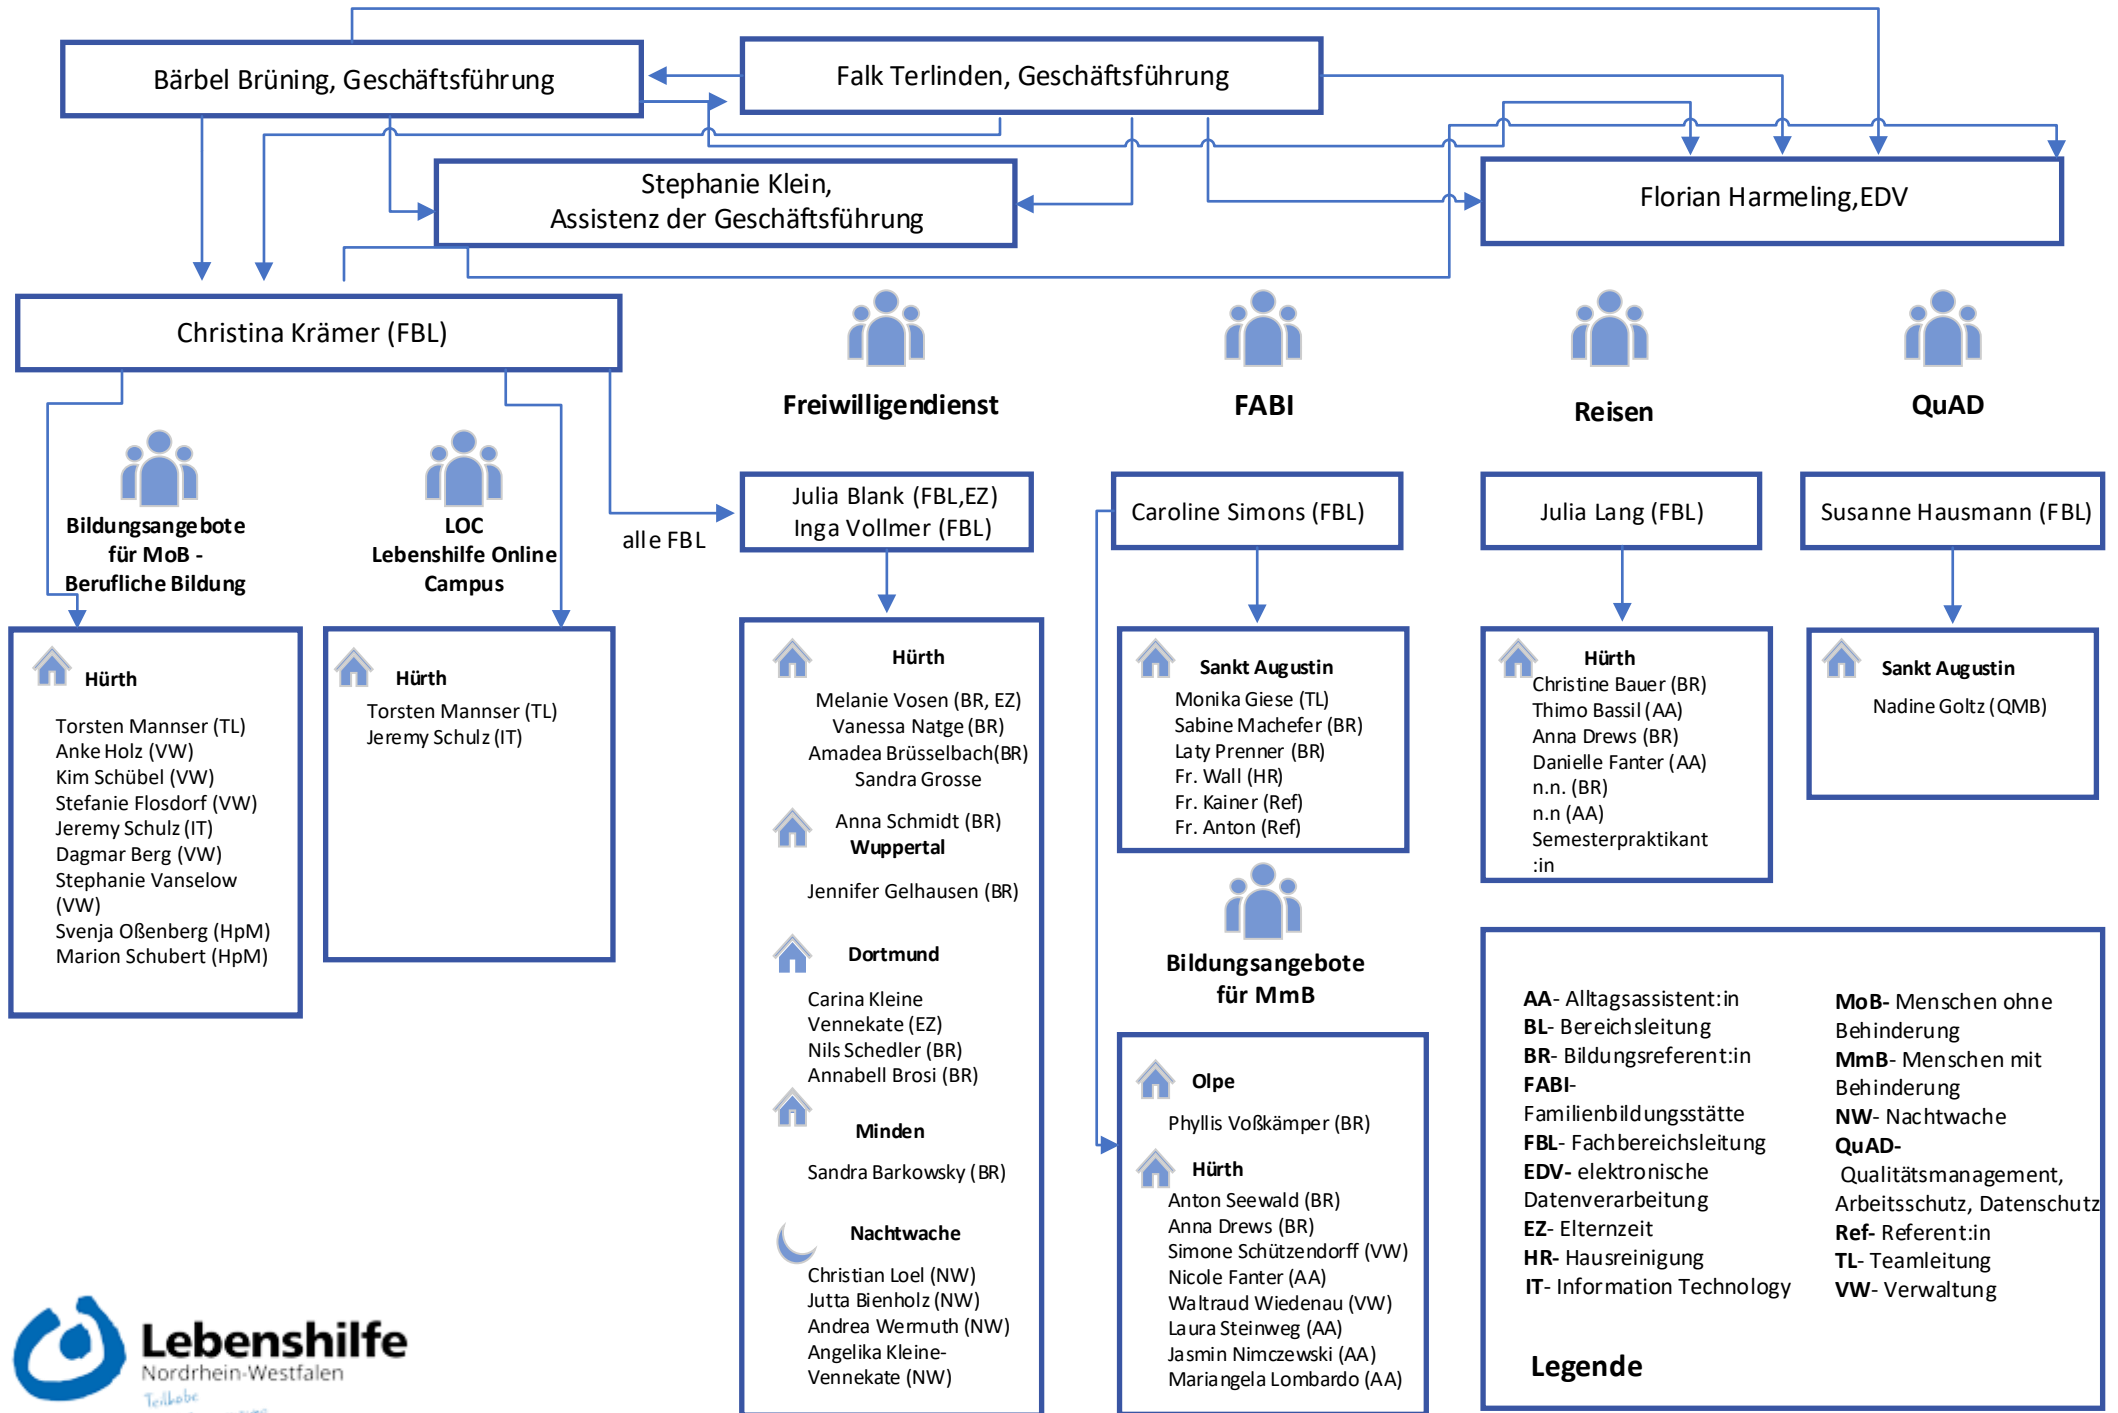 Bärbel Brüning, Geschäftsführung
Falk Terlinden, Geschäftsführung
Stephanie Klein,
Assistenz der Geschäftsführung
Florian Harmeling,EDV
Christina Krämer (FBL)
Freiwilligendienst
FABI
Reisen
QuAD
Bildungsangebote
für MoB -
Berufliche Bildung
LOC
Lebenshilfe Online
Campus
alle FBL
Julia Blank (FBL,EZ)
Inga Vollmer (FBL)
Caroline Simons (FBL)
Julia Lang (FBL)
Susanne Hausmann (FBL)
Hürth
Torsten Mannser (TL)
Anke Holz (VW)
Kim Schübel (VW)
Stefanie Flosdorf (VW)
Jeremy Schulz (IT)
Dagmar Berg (VW)
Stephanie Vanselow
(VW)
Svenja Oßenberg (HpM)
Marion Schubert (HpM)
Hürth
Torsten Mannser (TL)
Jeremy Schulz (IT)
Hürth
Melanie Vosen (BR, EZ)
Vanessa Natge (BR)
Amadea Brüsselbach(BR)
Sandra Grosse
Anna Schmidt (BR)
Wuppertal
Jennifer Gelhausen (BR)
Dortmund
Carina Kleine
Vennekate (EZ)
Nils Schedler (BR)
Annabell Brosi (BR)
Minden
Sandra Barkowsky (BR)
Nachtwache
Christian Loel (NW)
Jutta Bienholz (NW)
Andrea Wermuth (NW)
Angelika Kleine-
Vennekate (NW)
Sankt Augustin
Monika Giese (TL)
Sabine Machefer (BR)
Laty Prenner (BR)
Fr. Wall (HR)
Fr. Kainer (Ref)
Fr. Anton (Ref)
Bildungsangebote
für MmB
Olpe
Phyllis Voßkämper (BR)
Hürth
Anton Seewald (BR)
Anna Drews (BR)
Simone Schützendorff (VW)
Nicole Fanter (AA)
Waltraud Wiedenau (VW)
Laura Steinweg (AA)
Jasmin Nimczewski (AA)
Mariangela Lombardo (AA)
Hürth
Christine Bauer (BR)
Thimo Bassil (AA)
Anna Drews (BR)
Danielle Fanter (AA)
n.n. (BR)
n.n (AA)
Semesterpraktikant
:in
Sankt Augustin
Nadine Goltz (QMB)
AA- Alltagsassistent:in
BL- Bereichsleitung
BR- Bildungsreferent:in
FABI-
Familienbildungsstätte
FBL- Fachbereichsleitung
EDV- elektronische
Datenverarbeitung
EZ- Elternzeit
HR- Hausreinigung
IT- Information Technology
MoB- Menschen ohne
Behinderung
MmB- Menschen mit
Behinderung
NW- Nachtwache
QuAD-
Qualitätsmanagement,
Arbeitsschutz, Datenschutz
Ref- Referent:in
TL- Teamleitung
VW- Verwaltung
Legende
Lebenshilfe
Nordrhein-Westfalen
Teilhabe